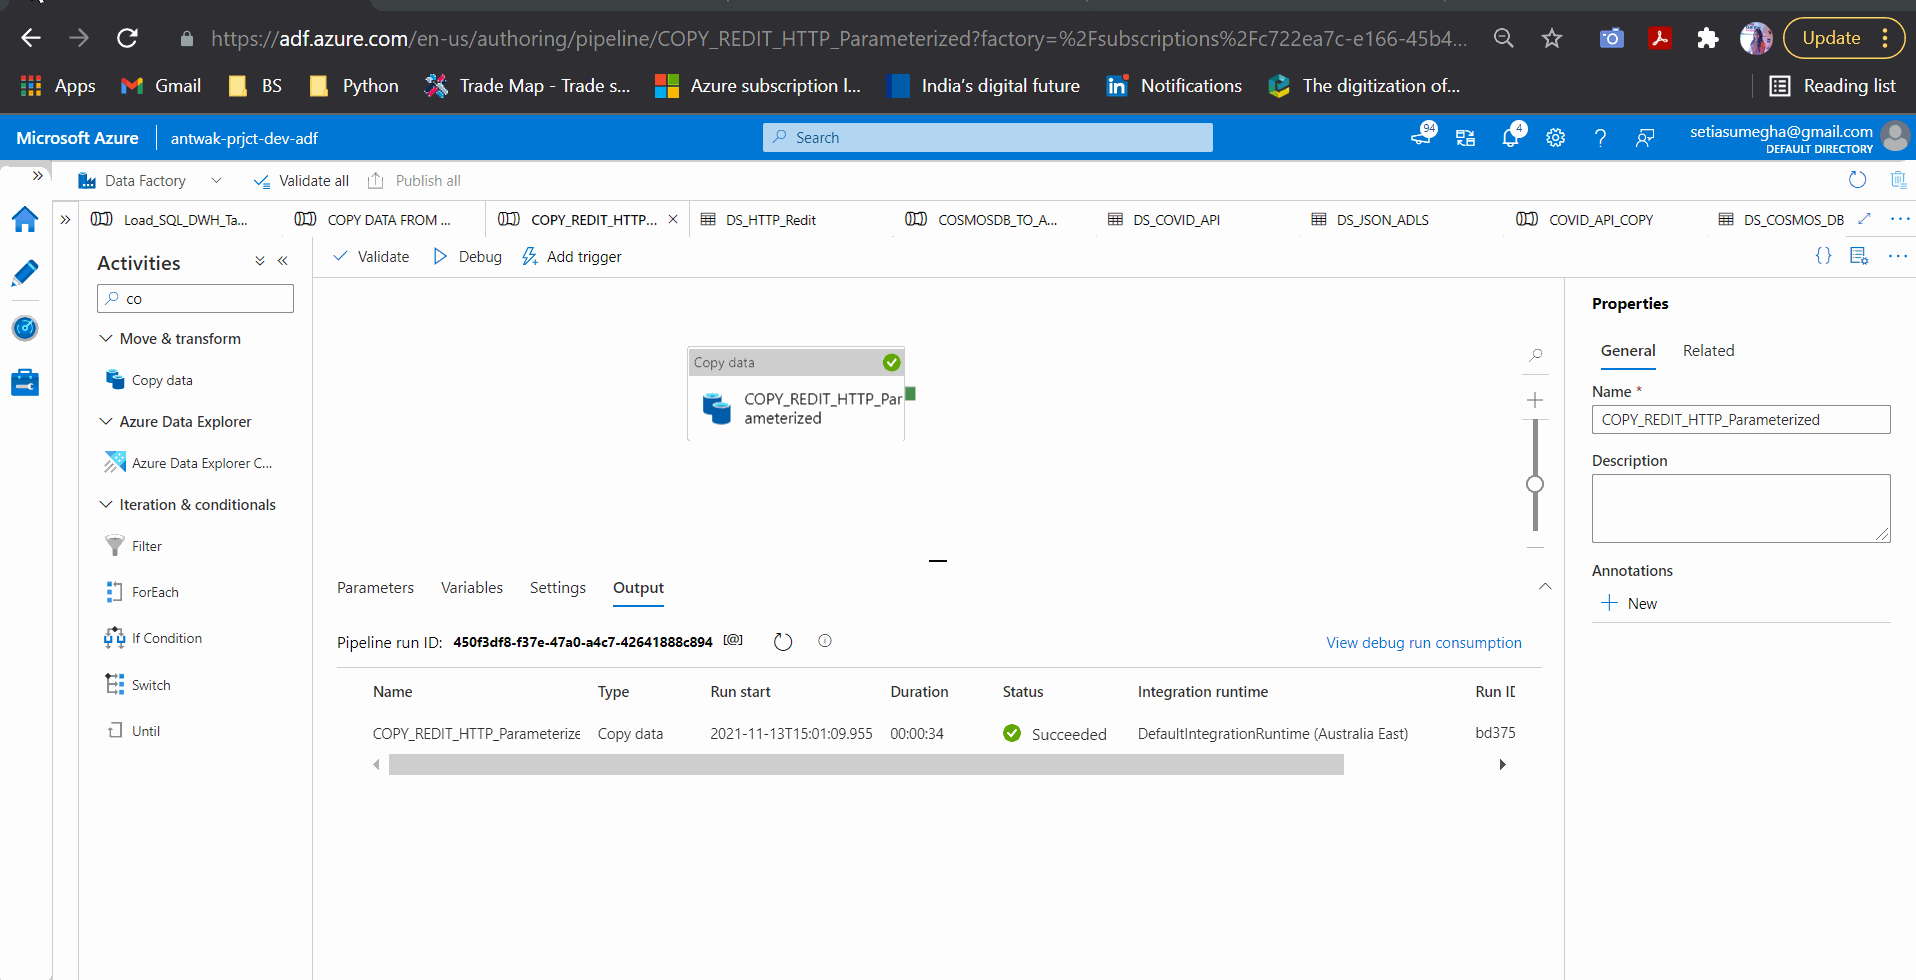 https://adf.azure.com/en-us/authoring/pipeline/COPY_REDIT_HTTP_Parameterized?factory=%2Fsubscriptions%2Fc722ea7c-e166-45b4...
Update
Apps
Gmail
BS
Python
Trade Map - Trade s...
Azure subscription l...
India's digital future
Notifications
The digitization of...
Reading list
Microsoft Azure
antwak-prjct-dev-adf
Search
94
4
setiasumegha@gmail.com
DEFAULT DIRECTORY
Data Factory
Validate all
Publish all
Load_SQL_DWH_Ta...
COPY DATA FROM ...
COPY_REDIT_HTTP...
DS_HTTP_Redit
COSMOSDB_TO_A...
DS_COVID_API
DS_JSON_ADLS
COVID_API_COPY
DS_COSMOS_DB
Activities
Validate
Debug
Add trigger
co
Move & transform
Copy data
Azure Data Explorer
Azure Data Explorer C...
Iteration & conditionals
Filter
ForEach
If Condition
Switch
Until
Copy data
COPY_REDIT_HTTP_Par
ameterized
Parameters
Variables
Settings
Output
Pipeline run ID: 450f3df8-f37e-47a0-a4c7-42641888c894 [@]
View debug run consumption
Name Type Run start Duration Status Integration runtime Run ID
COPY_REDIT_HTTP_Parameterize Copy data 2021-11-13T15:01:09.955 00:00:34 Succeeded DefaultIntegrationRuntime (Australia East) bd375
Properties
General
Related
Name *
COPY_REDIT_HTTP_Parameterized
Description
Annotations
New